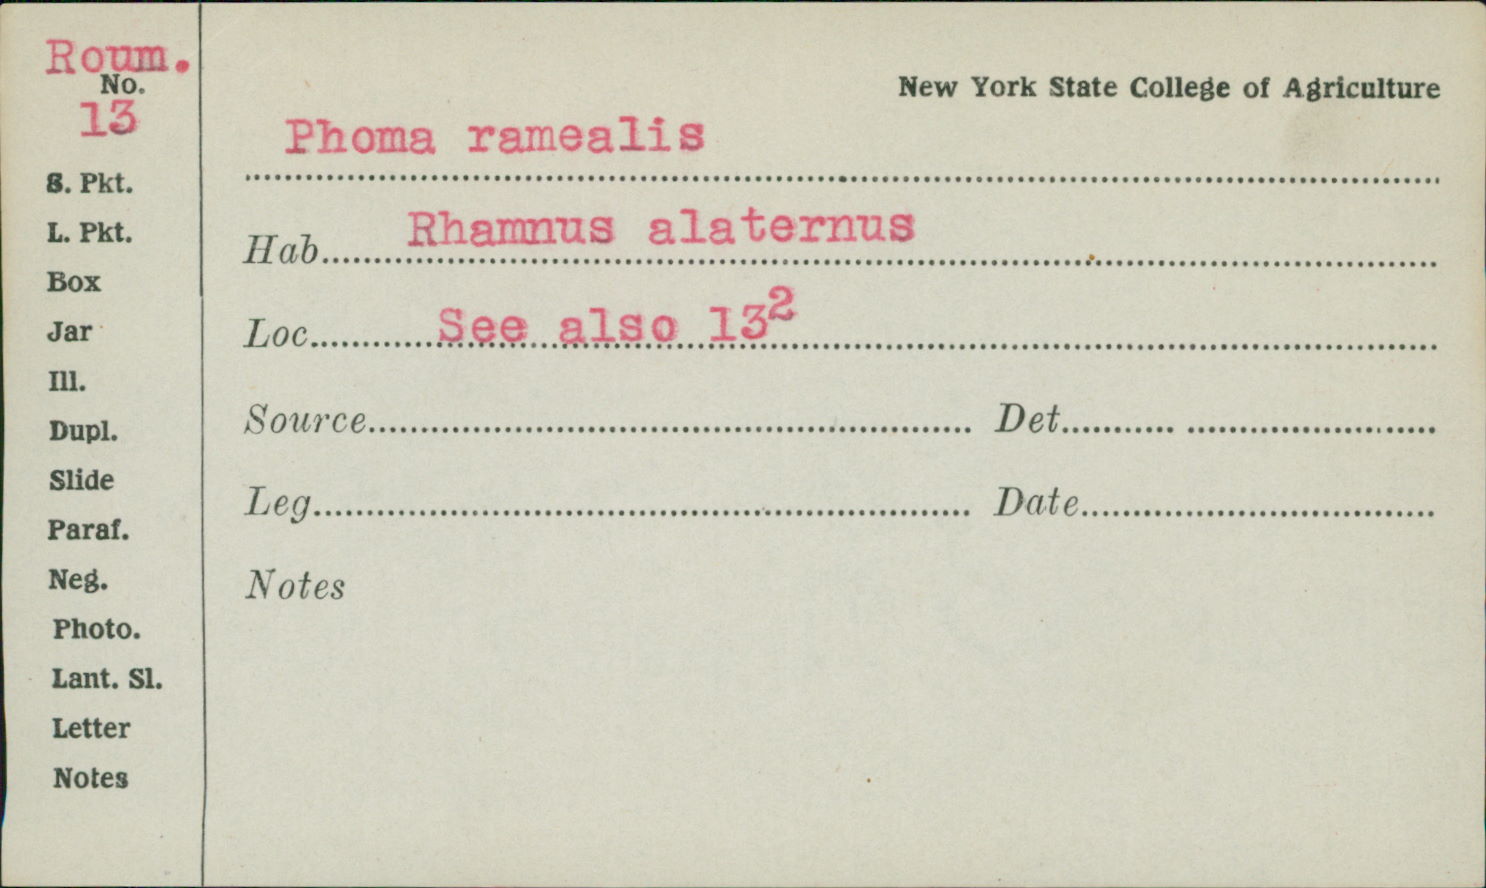 Roum.
No.
13
S. Pkt.
L. Pkt.
Box
Jar
Ill.
Dupl.
Slide
Paraf.
Neg.
Photo.
Lant. Sl.
Letter
Notes
New York State College of Agriculture
Phoma ramealis
Hab. Rhamnus alaternus
Loc. See also 13²
Source Det.
Leg. Date
Notes